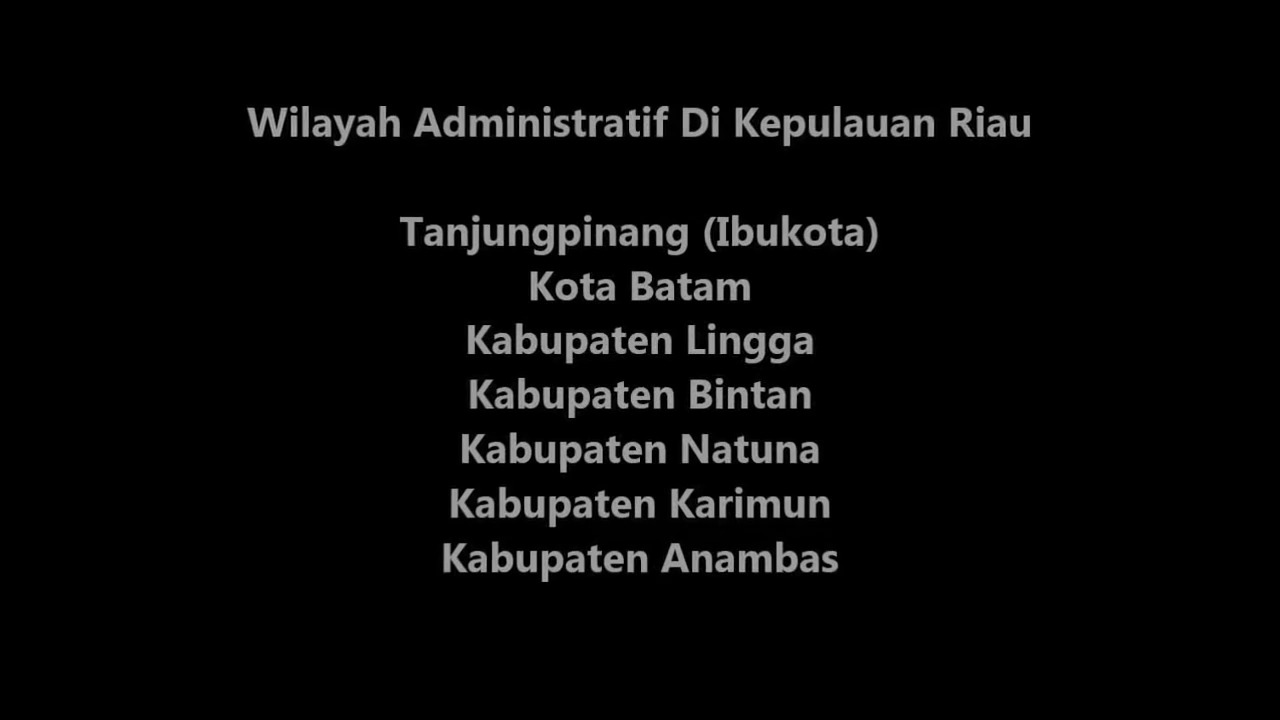 Wilayah Administratif Di Kepulauan Riau
Tanjungpinang (Ibukota)
Kota Batam
Kabupaten Lingga
Kabupaten Bintan
Kabupaten Natuna
Kabupaten Karimun
Kabupaten Anambas